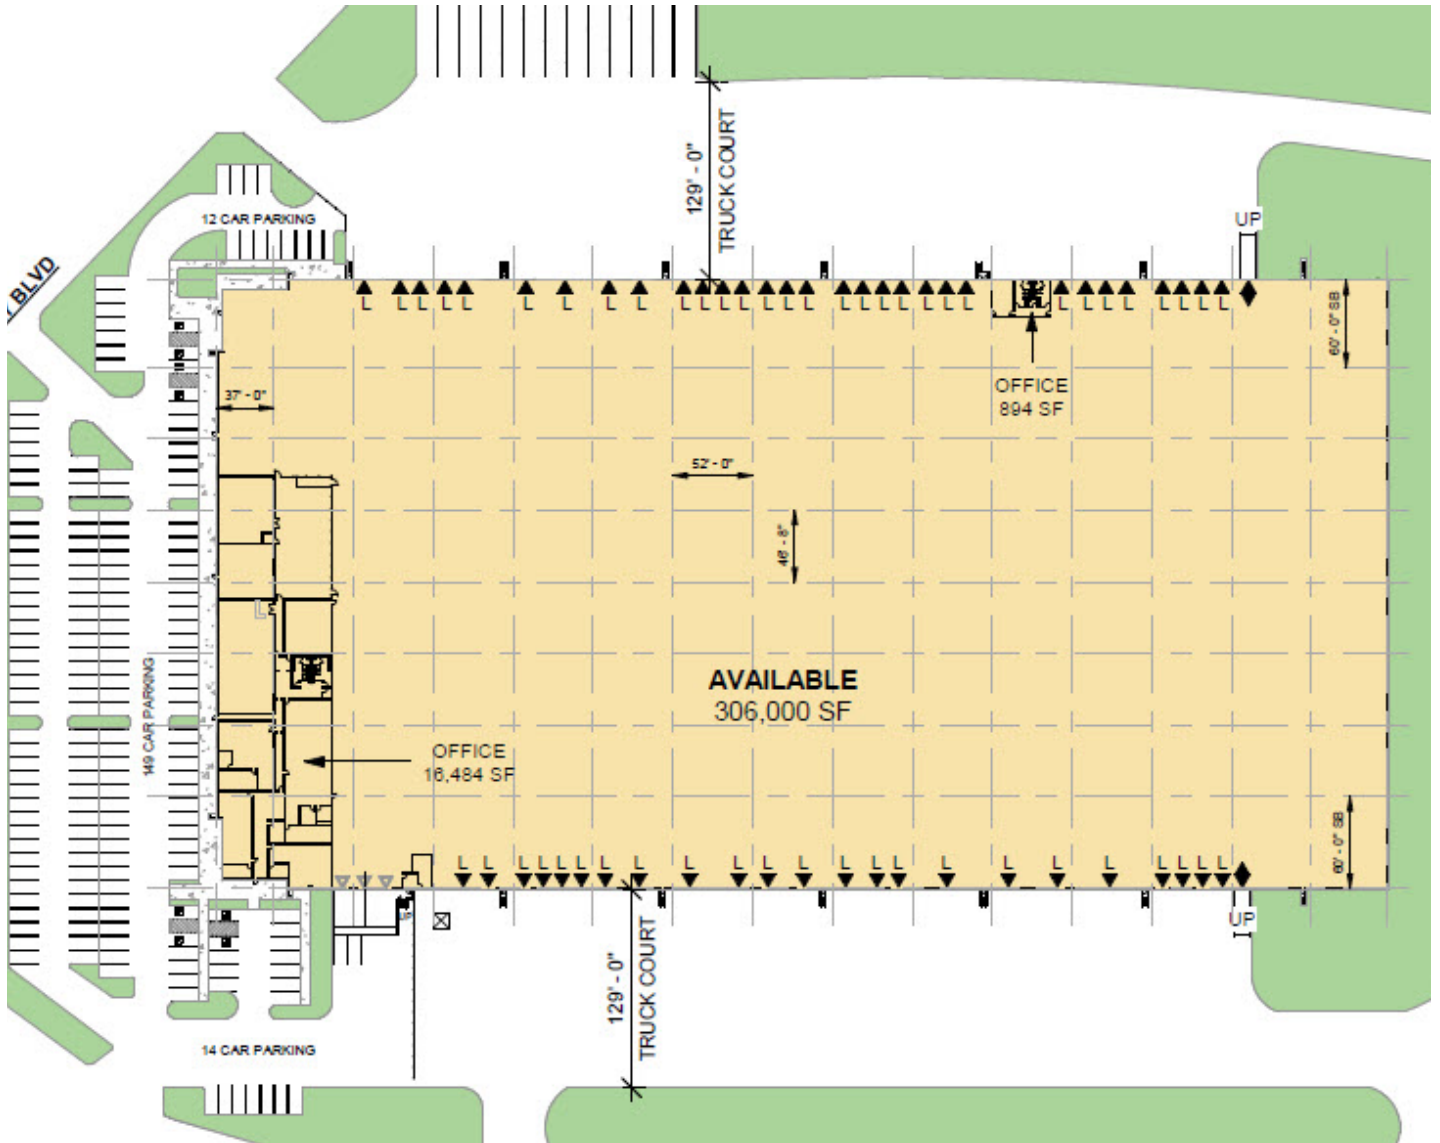 129' - 0"
TRUCK COURT
12 CAR PARKING
UP
BLVD
L L L L L L L L L L L L L L L L L L L L L L L L L L L L L L L L
60' - 0" SB
OFFICE
894 SF
37' - 0"
52' - 0"
46' - 8"
L
AVAILABLE
306,000 SF
149 CAR PARKING
OFFICE
16,484 SF
60' - 0" SB
L L L L L L L L L L L L L L L L L L L L L L
UP
UP
129' - 0"
TRUCK COURT
14 CAR PARKING